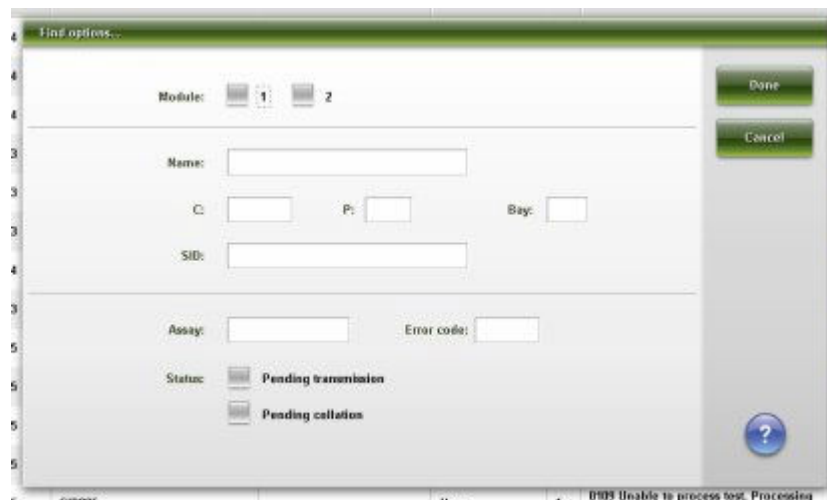 Find options...
Done
Module: 1 2
Cancel
Name:
C: P: Bay:
SID:
Assay: Error code:
Status: Pending transmission
Pending collation
?
0109 Unable to process test, Processing